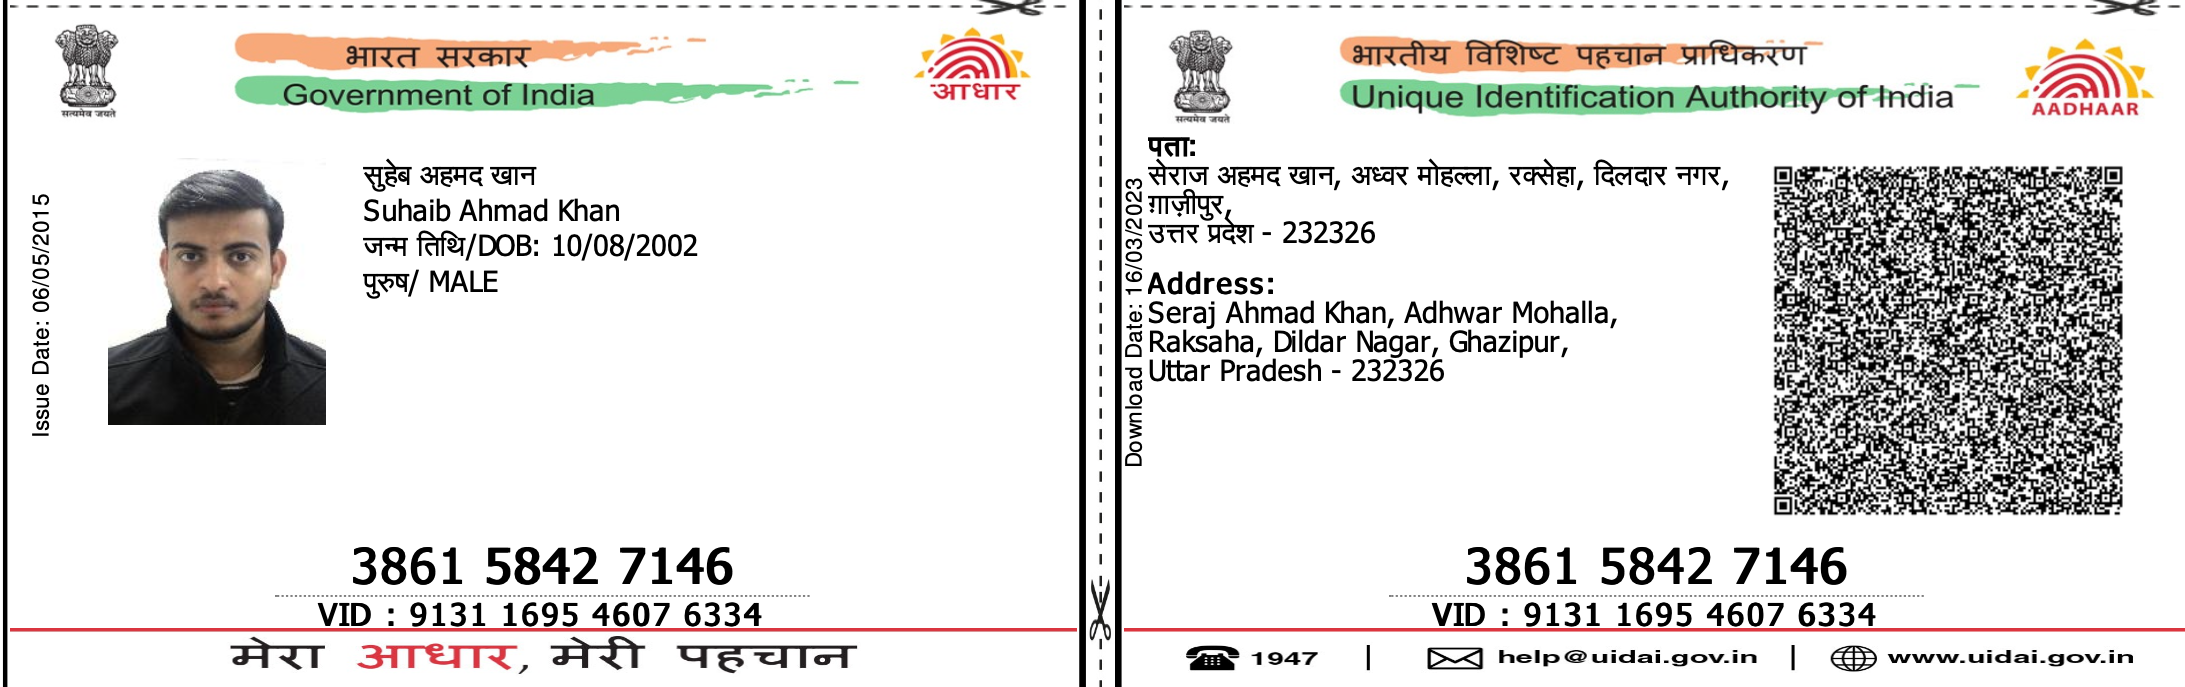 भारत सरकार
Government of India
सत्यमेव जयते
आधार
Issue Date: 06/05/2015
सुहेब अहमद खान
Suhaib Ahmad Khan
जन्म तिथि/DOB: 10/08/2002
पुरुष/ MALE
3861 5842 7146
VID : 9131 1695 4607 6334
मेरा आधार, मेरी पहचान
भारतीय विशिष्ट पहचान प्राधिकरण
Unique Identification Authority of India
सत्यमेव जयते
AADHAAR
Download Date: 16/03/2023
पता:
सेराज अहमद खान, अध्वर मोहल्ला, रक्सेहा, दिलदार नगर,
ग़ाज़ीपुर,
उत्तर प्रदेश - 232326
Address:
Seraj Ahmad Khan, Adhwar Mohalla,
Raksaha, Dildar Nagar, Ghazipur,
Uttar Pradesh - 232326
3861 5842 7146
VID : 9131 1695 4607 6334
1947 | help@uidai.gov.in | www.uidai.gov.in